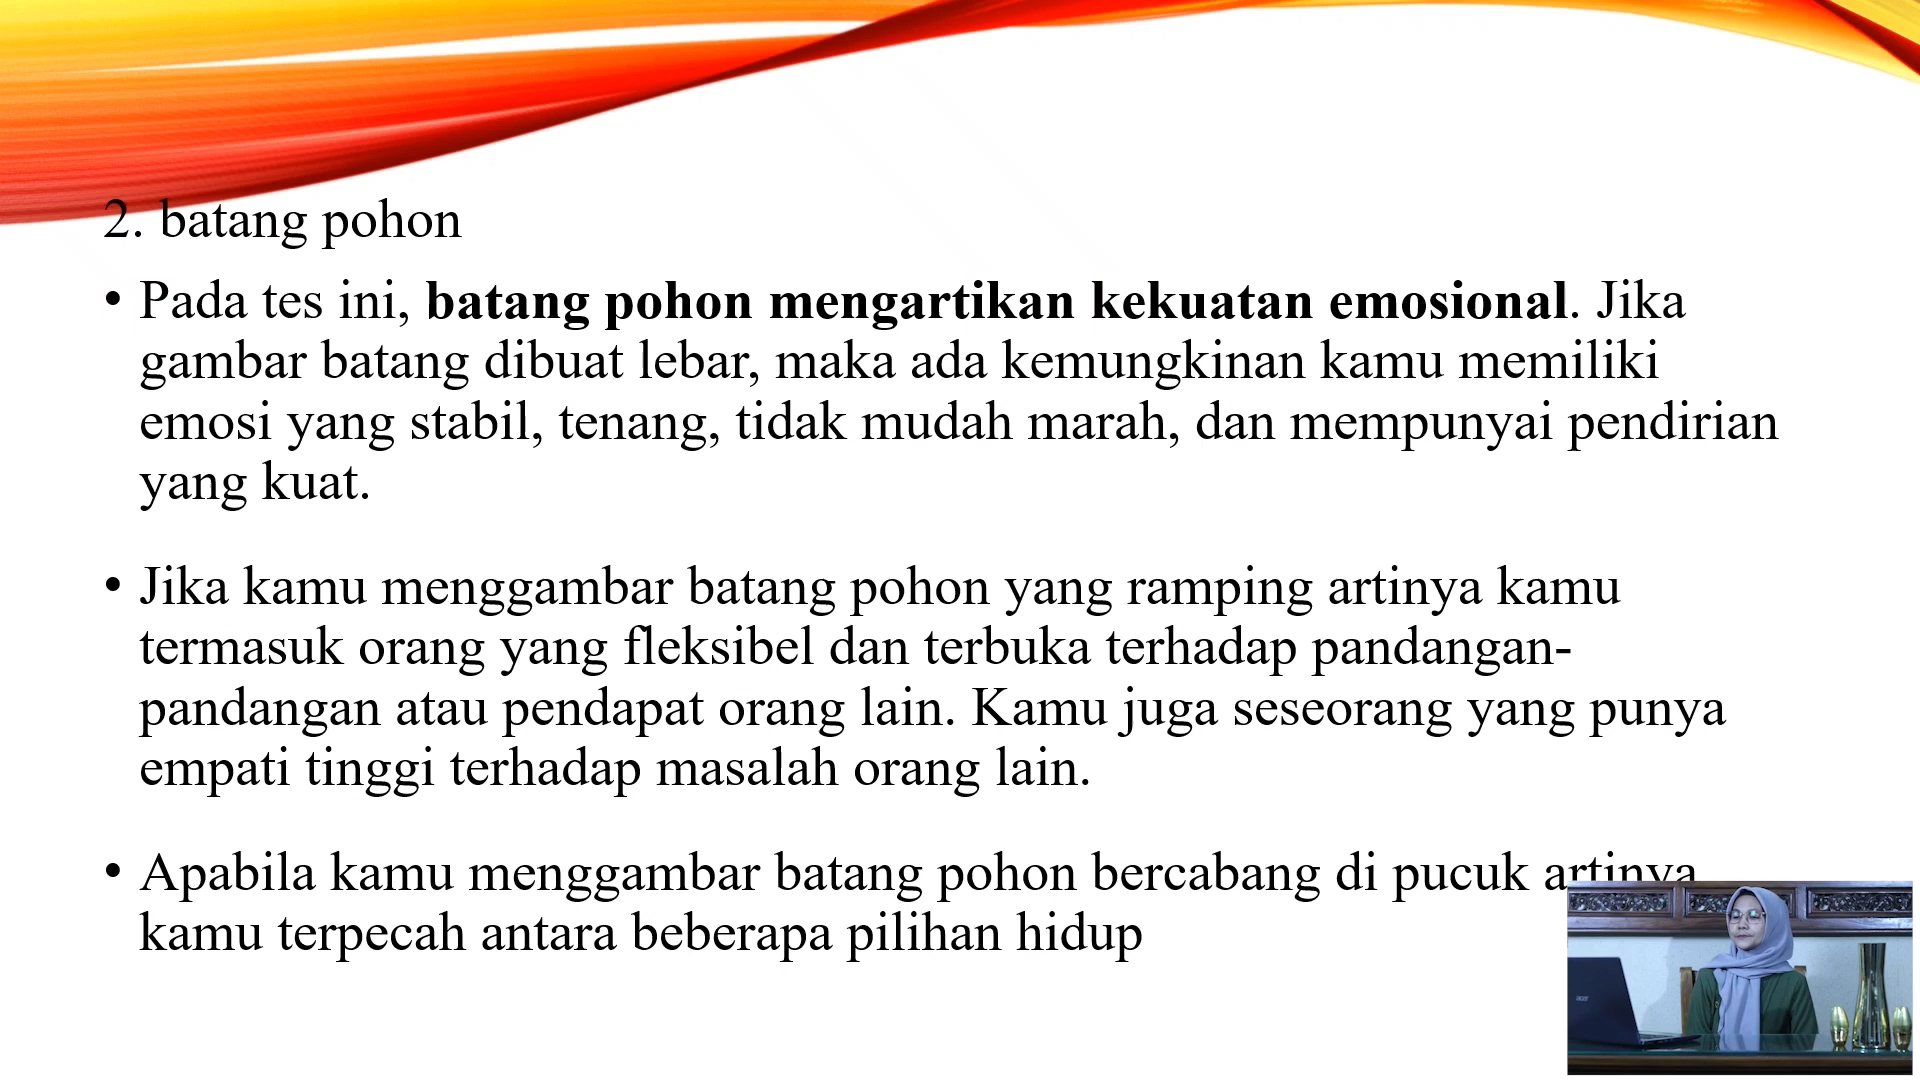 2. batang pohon
• Pada tes ini, batang pohon mengartikan kekuatan emosional. Jika
gambar batang dibuat lebar, maka ada kemungkinan kamu memiliki
emosi yang stabil, tenang, tidak mudah marah, dan mempunyai pendirian
yang kuat.
• Jika kamu menggambar batang pohon yang ramping artinya kamu
termasuk orang yang fleksibel dan terbuka terhadap pandangan-
pandangan atau pendapat orang lain. Kamu juga seseorang yang punya
empati tinggi terhadap masalah orang lain.
• Apabila kamu menggambar batang pohon bercabang di pucuk artinya
kamu terpecah antara beberapa pilihan hidup
acer